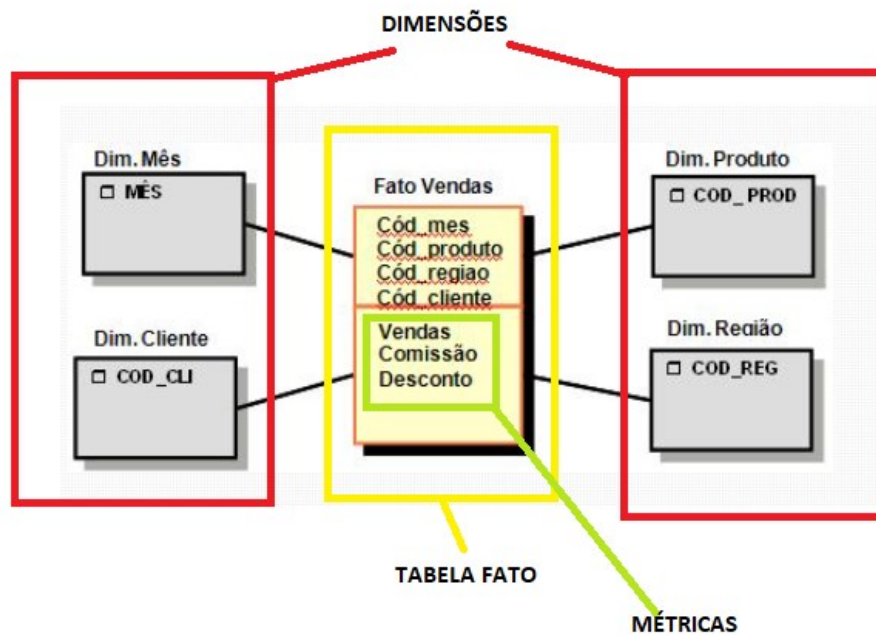 DIMENSÕES
Dim. Mês
MÊS
Dim. Cliente
COD_CLI
Fato Vendas
Cód_mes
Cód_produto
Cód_regiao
Cód_cliente
Vendas
Comissão
Desconto
Dim. Produto
COD_PROD
Dim. Região
COD_REG
TABELA FATO
MÉTRICAS